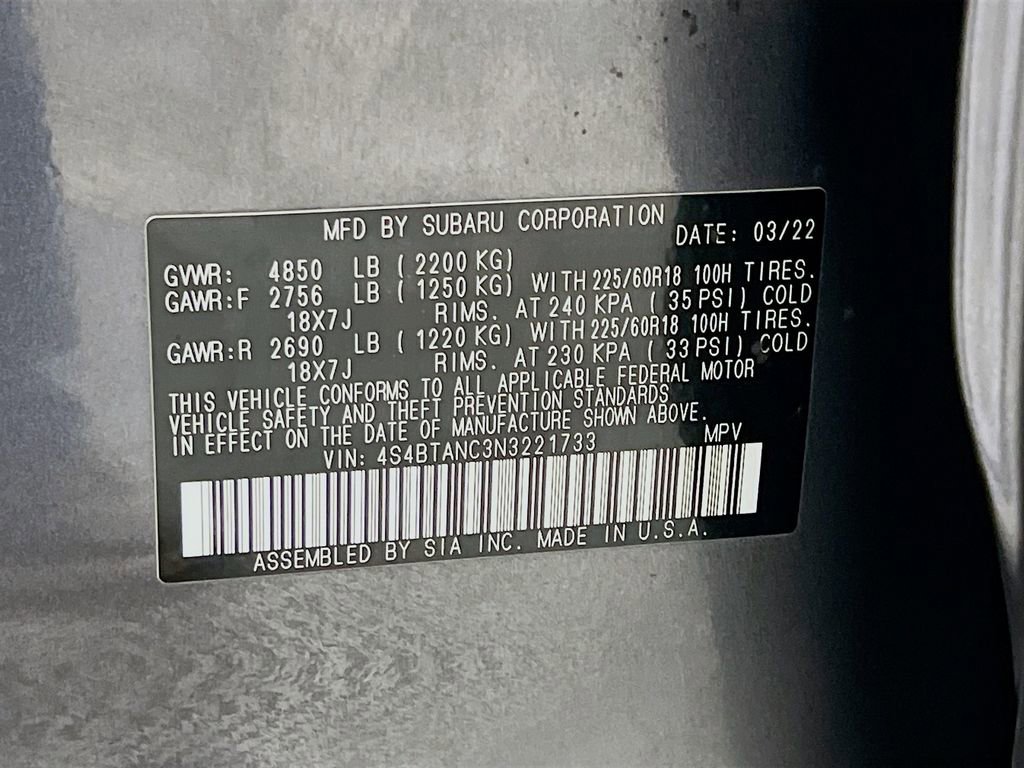 MFD BY SUBARU CORPORATION DATE: 03/22
GVWR: 4850 LB ( 2200 KG)
GAWR:F 2756 LB ( 1250 KG) WITH 225/60R18 100H TIRES.
18X7J RIMS. AT 240 KPA ( 35 PSI) COLD
GAWR:R 2690 LB ( 1220 KG) WITH 225/60R18 100H TIRES.
18X7J RIMS. AT 230 KPA ( 33 PSI) COLD
THIS VEHICLE CONFORMS TO ALL APPLICABLE FEDERAL MOTOR
VEHICLE SAFETY AND THEFT PREVENTION STANDARDS
IN EFFECT ON THE DATE OF MANUFACTURE SHOWN ABOVE.
VIN: 4S4BTANC3N3221733 MPV
ASSEMBLED BY SIA INC. MADE IN U.S.A.